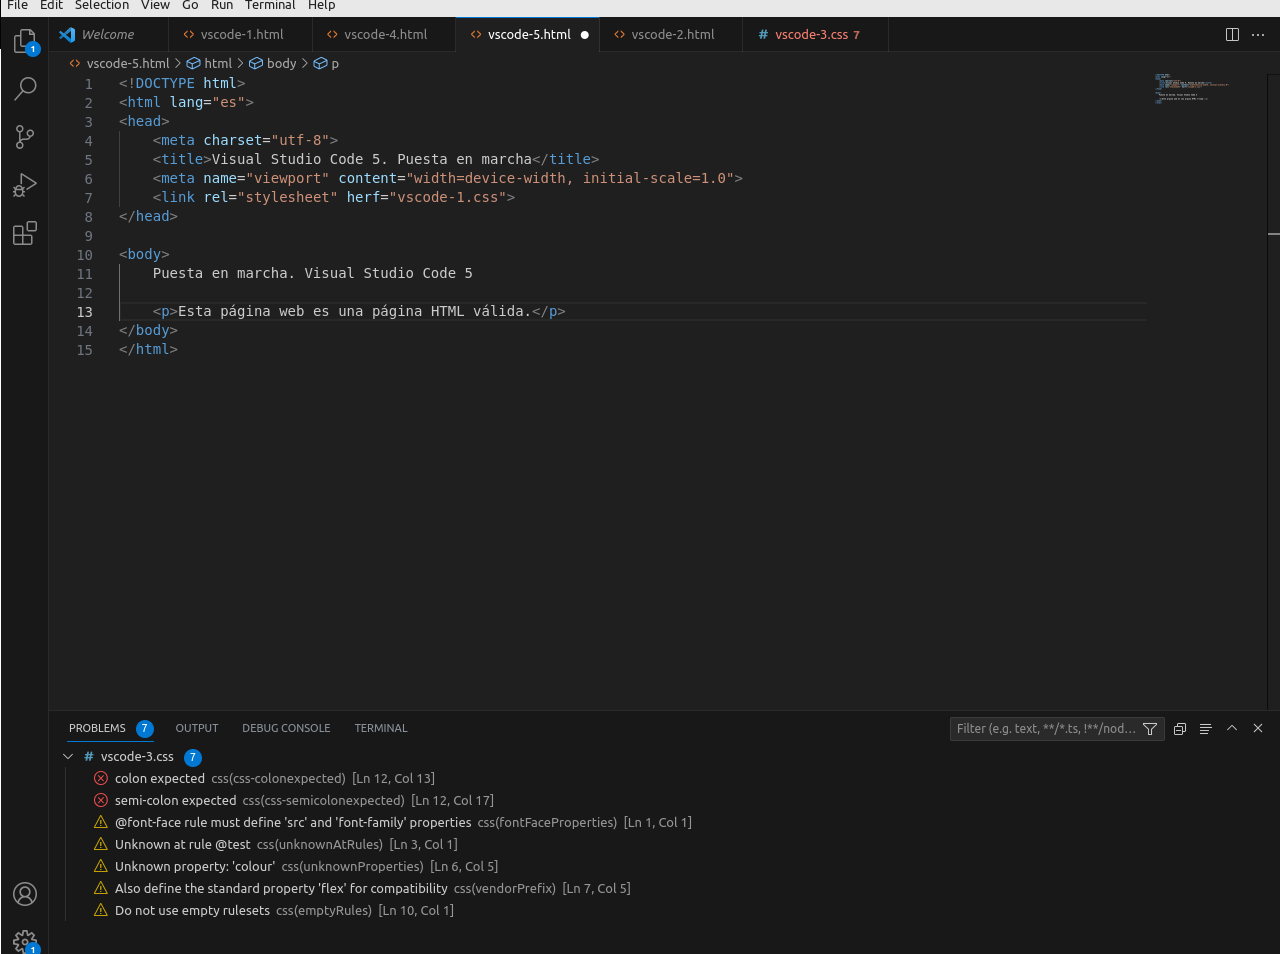 File Edit Selection View Go Run Terminal Help
Welcome vscode-1.html vscode-4.html vscode-5.html vscode-2.html # vscode-3.css 7
1
vscode-5.html > html > body > p
1 <!DOCTYPE html>
2 <html lang="es">
3 <head>
4 <meta charset="utf-8">
5 <title>Visual Studio Code 5. Puesta en marcha</title>
6 <meta name="viewport" content="width=device-width, initial-scale=1.0">
7 <link rel="stylesheet" herf="vscode-1.css">
8 </head>
9
10 <body>
11 Puesta en marcha. Visual Studio Code 5
12
13 <p>Esta página web es una página HTML válida.</p>
14 </body>
15 </html>
PROBLEMS 7 OUTPUT DEBUG CONSOLE TERMINAL Filter (e.g. text, **/*.ts, !**/nod...
# vscode-3.css 7
colon expected css(css-colonexpected) [Ln 12, Col 13]
semi-colon expected css(css-semicolonexpected) [Ln 12, Col 17]
@font-face rule must define 'src' and 'font-family' properties css(fontFaceProperties) [Ln 1, Col 1]
Unknown at rule @test css(unknownAtRules) [Ln 3, Col 1]
Unknown property: 'colour' css(unknownProperties) [Ln 6, Col 5]
Also define the standard property 'flex' for compatibility css(vendorPrefix) [Ln 7, Col 5]
Do not use empty rulesets css(emptyRules) [Ln 10, Col 1]
1